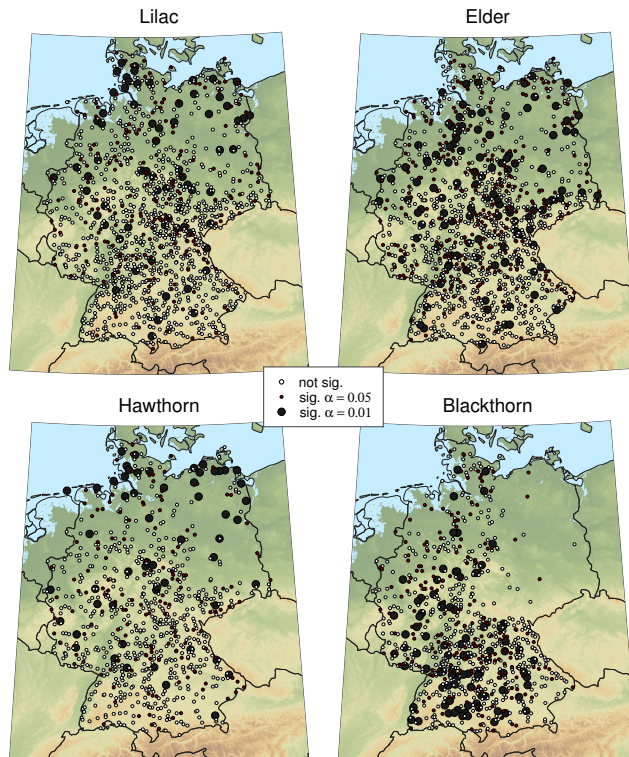 Lilac
Elder
not sig.
sig. α = 0.05
sig. α = 0.01
Hawthorn
Blackthorn